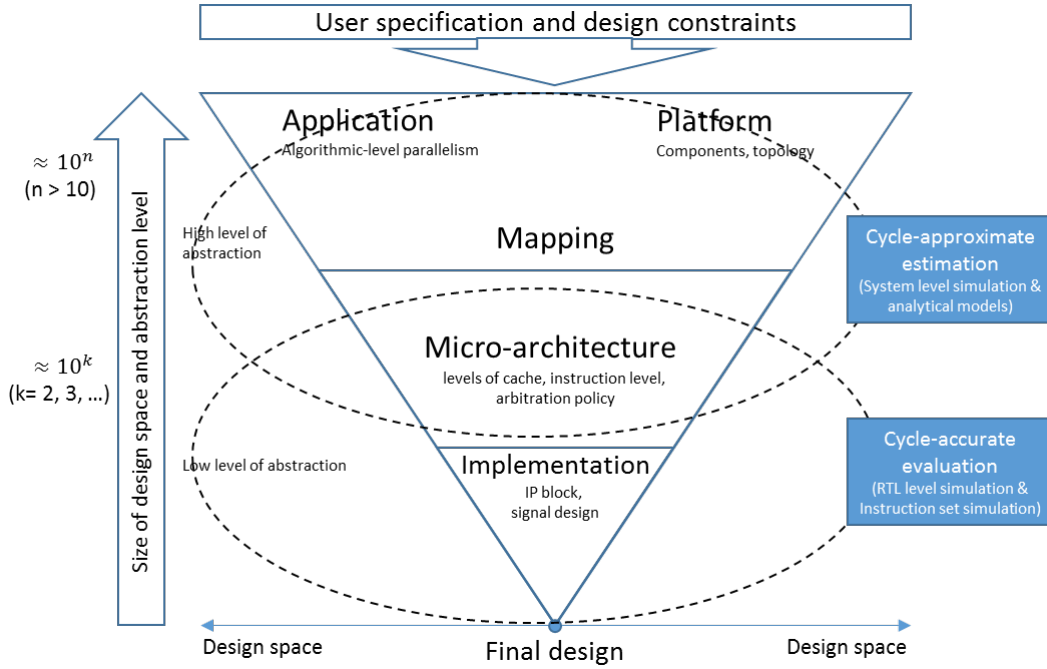 User specification and design constraints
Application
Algorithmic-level parallelism
Platform
Components, topology
≈ 10ⁿ
(n > 10)
High level of
abstraction
Mapping
Cycle-approximate
estimation
(System level simulation &
analytical models)
Size of design space and abstraction level
≈ 10ᵏ
(k= 2, 3, ...)
Micro-architecture
levels of cache, instruction level,
arbitration policy
Low level of abstraction
Implementation
IP block,
signal design
Cycle-accurate
evaluation
(RTL level simulation &
Instruction set simulation)
Design space
Final design
Design space